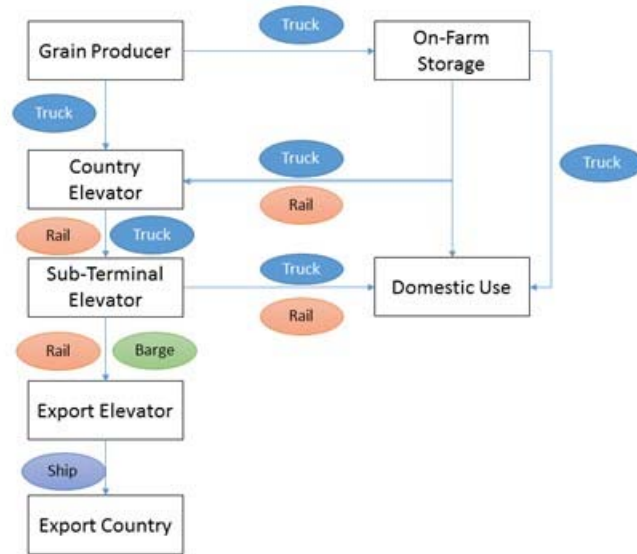 Truck
Grain Producer
On-Farm
Storage
Truck
Truck
Truck
Country
Elevator
Rail
Rail
Truck
Truck
Sub-Terminal
Elevator
Domestic Use
Rail
Rail
Barge
Export Elevator
Ship
Export Country